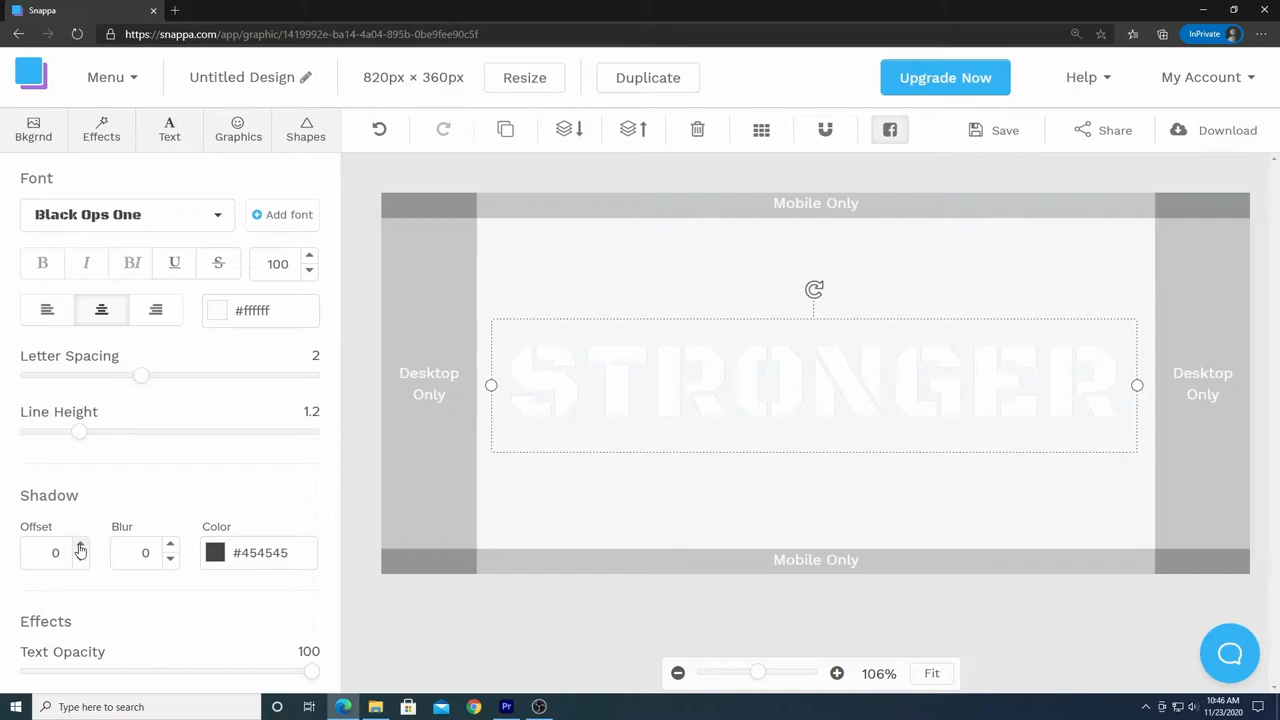 Snappa
https://snappa.com/app/graphic/1419992e-ba14-4a04-895b-0be9fee90c5f
InPrivate
Menu
Untitled Design
820px × 360px
Resize
Duplicate
Upgrade Now
Help
My Account
Bkgrnd
Effects
Text
Graphics
Shapes
Save
Share
Download
Font
Black Ops One
Add font
B
I
BI
U
S
100
#ffffff
Letter Spacing
2
Line Height
1.2
Shadow
Offset
Blur
Color
0
0
#454545
Effects
Text Opacity
100
Mobile Only
Desktop
Only
STRONGER
Desktop
Only
Mobile Only
106%
Fit
Type here to search
Pr
10:46 AM
11/23/2020